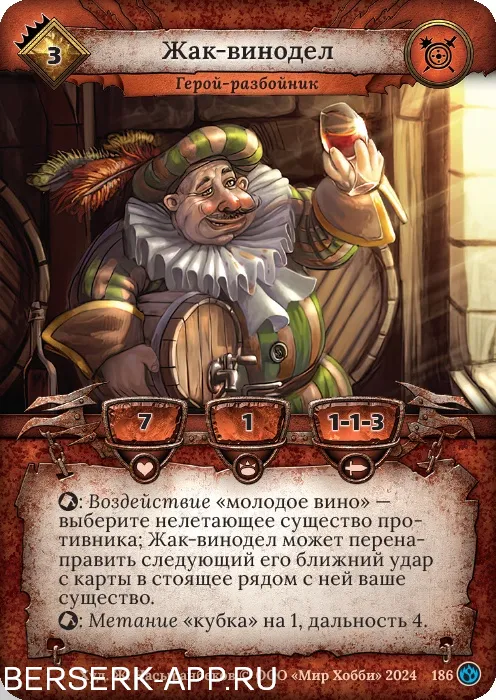 3
Жак-винодел
Герой-разбойник
7
1
1-1-3
: Воздействие «молодое вино» —
выберите нелетающее существо про-
тивника; Жак-винодел может перена-
править следующий его ближний удар
с карты в стоящее рядом с ней ваше
существо.
: Метание «кубка» на 1, дальность 4.
© ООО «Мир Хобби» 2024 186
BERSERK-APP.RU